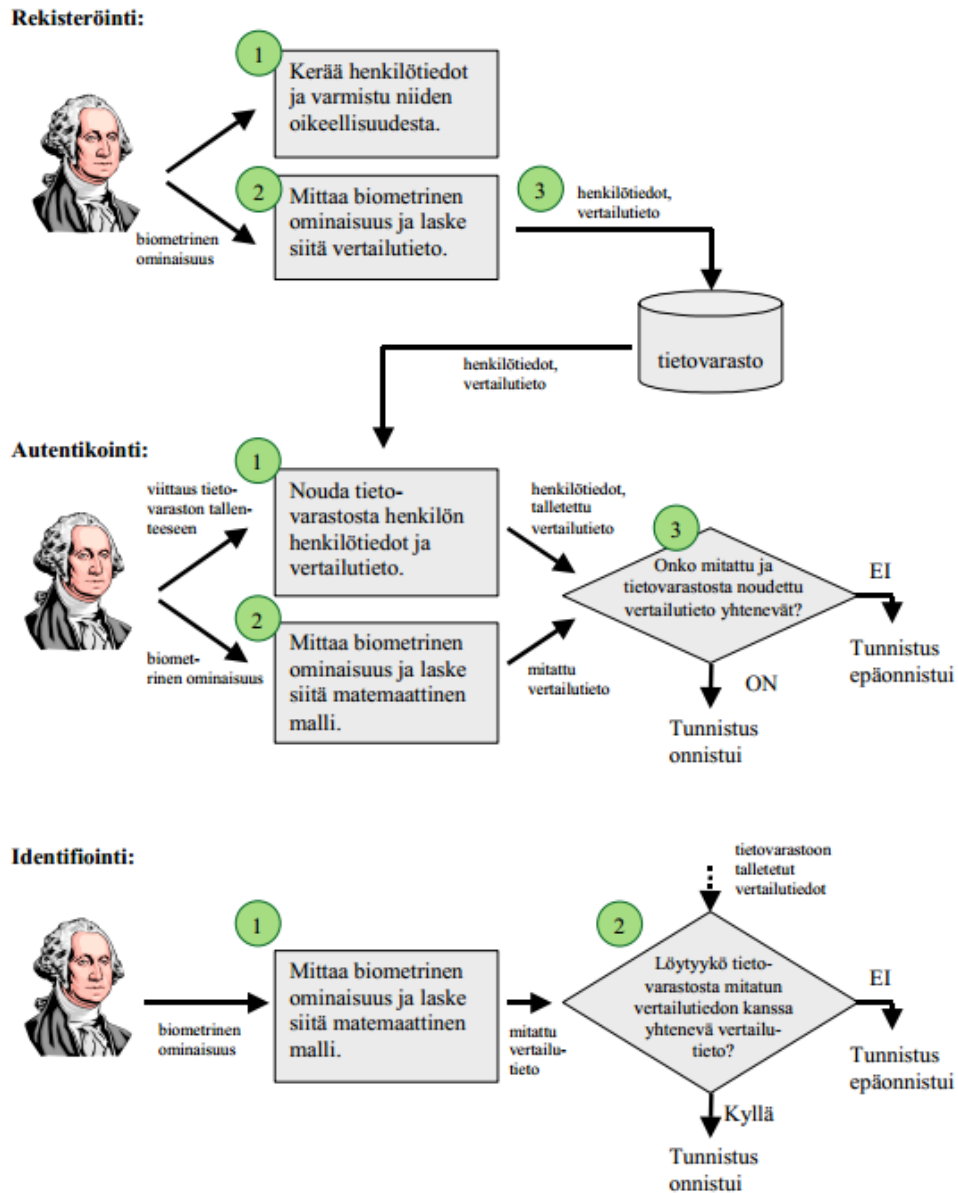 Rekisteröinti:
1
Kerää henkilötiedot
ja varmistu niiden
oikeellisuudesta.
2
Mittaa biometrinen
ominaisuus ja laske
siitä vertailutieto.
biometrinen
ominaisuus
3
henkilötiedot,
vertailutieto
tietovarasto
henkilötiedot,
vertailutieto
Autentikointi:
viittaus tieto-
varaston tallen-
teeseen
1
Nouda tieto-
varastosta henkilön
henkilötiedot ja
vertailutieto.
biomet-
rinen ominaisuus
2
Mittaa biometrinen
ominaisuus ja laske
siitä matemaattinen
malli.
henkilötiedot,
talletettu
vertailutieto
mitattu
vertailutieto
3
Onko mitattu ja
tietovarastosta noudettu
vertailutieto yhtenevät?
EI
Tunnistus
epäonnistui
ON
Tunnistus
onnistui
Identifiointi:
biometrinen
ominaisuus
1
Mittaa biometrinen
ominaisuus ja laske
siitä matemaattinen
malli.
mitattu
vertailu-
tieto
tietovarastoon
talletetut
vertailutiedot
2
Löytyykö tieto-
varastosta mitatun
vertailutiedon kanssa
yhtenevä vertailu-
tieto?
EI
Tunnistus
epäonnistui
Kyllä
Tunnistus
onnistui